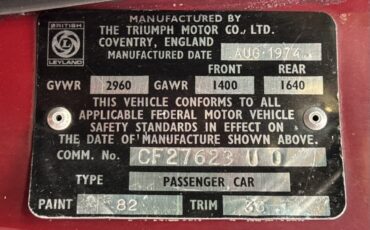 MANUFACTURED BY
BRITISH THE TRIUMPH MOTOR CO., LTD.
COVENTRY, ENGLAND
LEYLAND MANUFACTURED DATE AUG·1974
FRONT REAR
GVWR 2960 GAWR 1400 1640
THIS VEHICLE CONFORMS TO ALL
APPLICABLE FEDERAL MOTOR VEHICLE
SAFETY STANDARDS IN EFFECT ON
THE DATE OF MANUFACTURE SHOWN ABOVE.
COMM. No. CF27623 U O
TYPE PASSENGER CAR
PAINT 82 TRIM